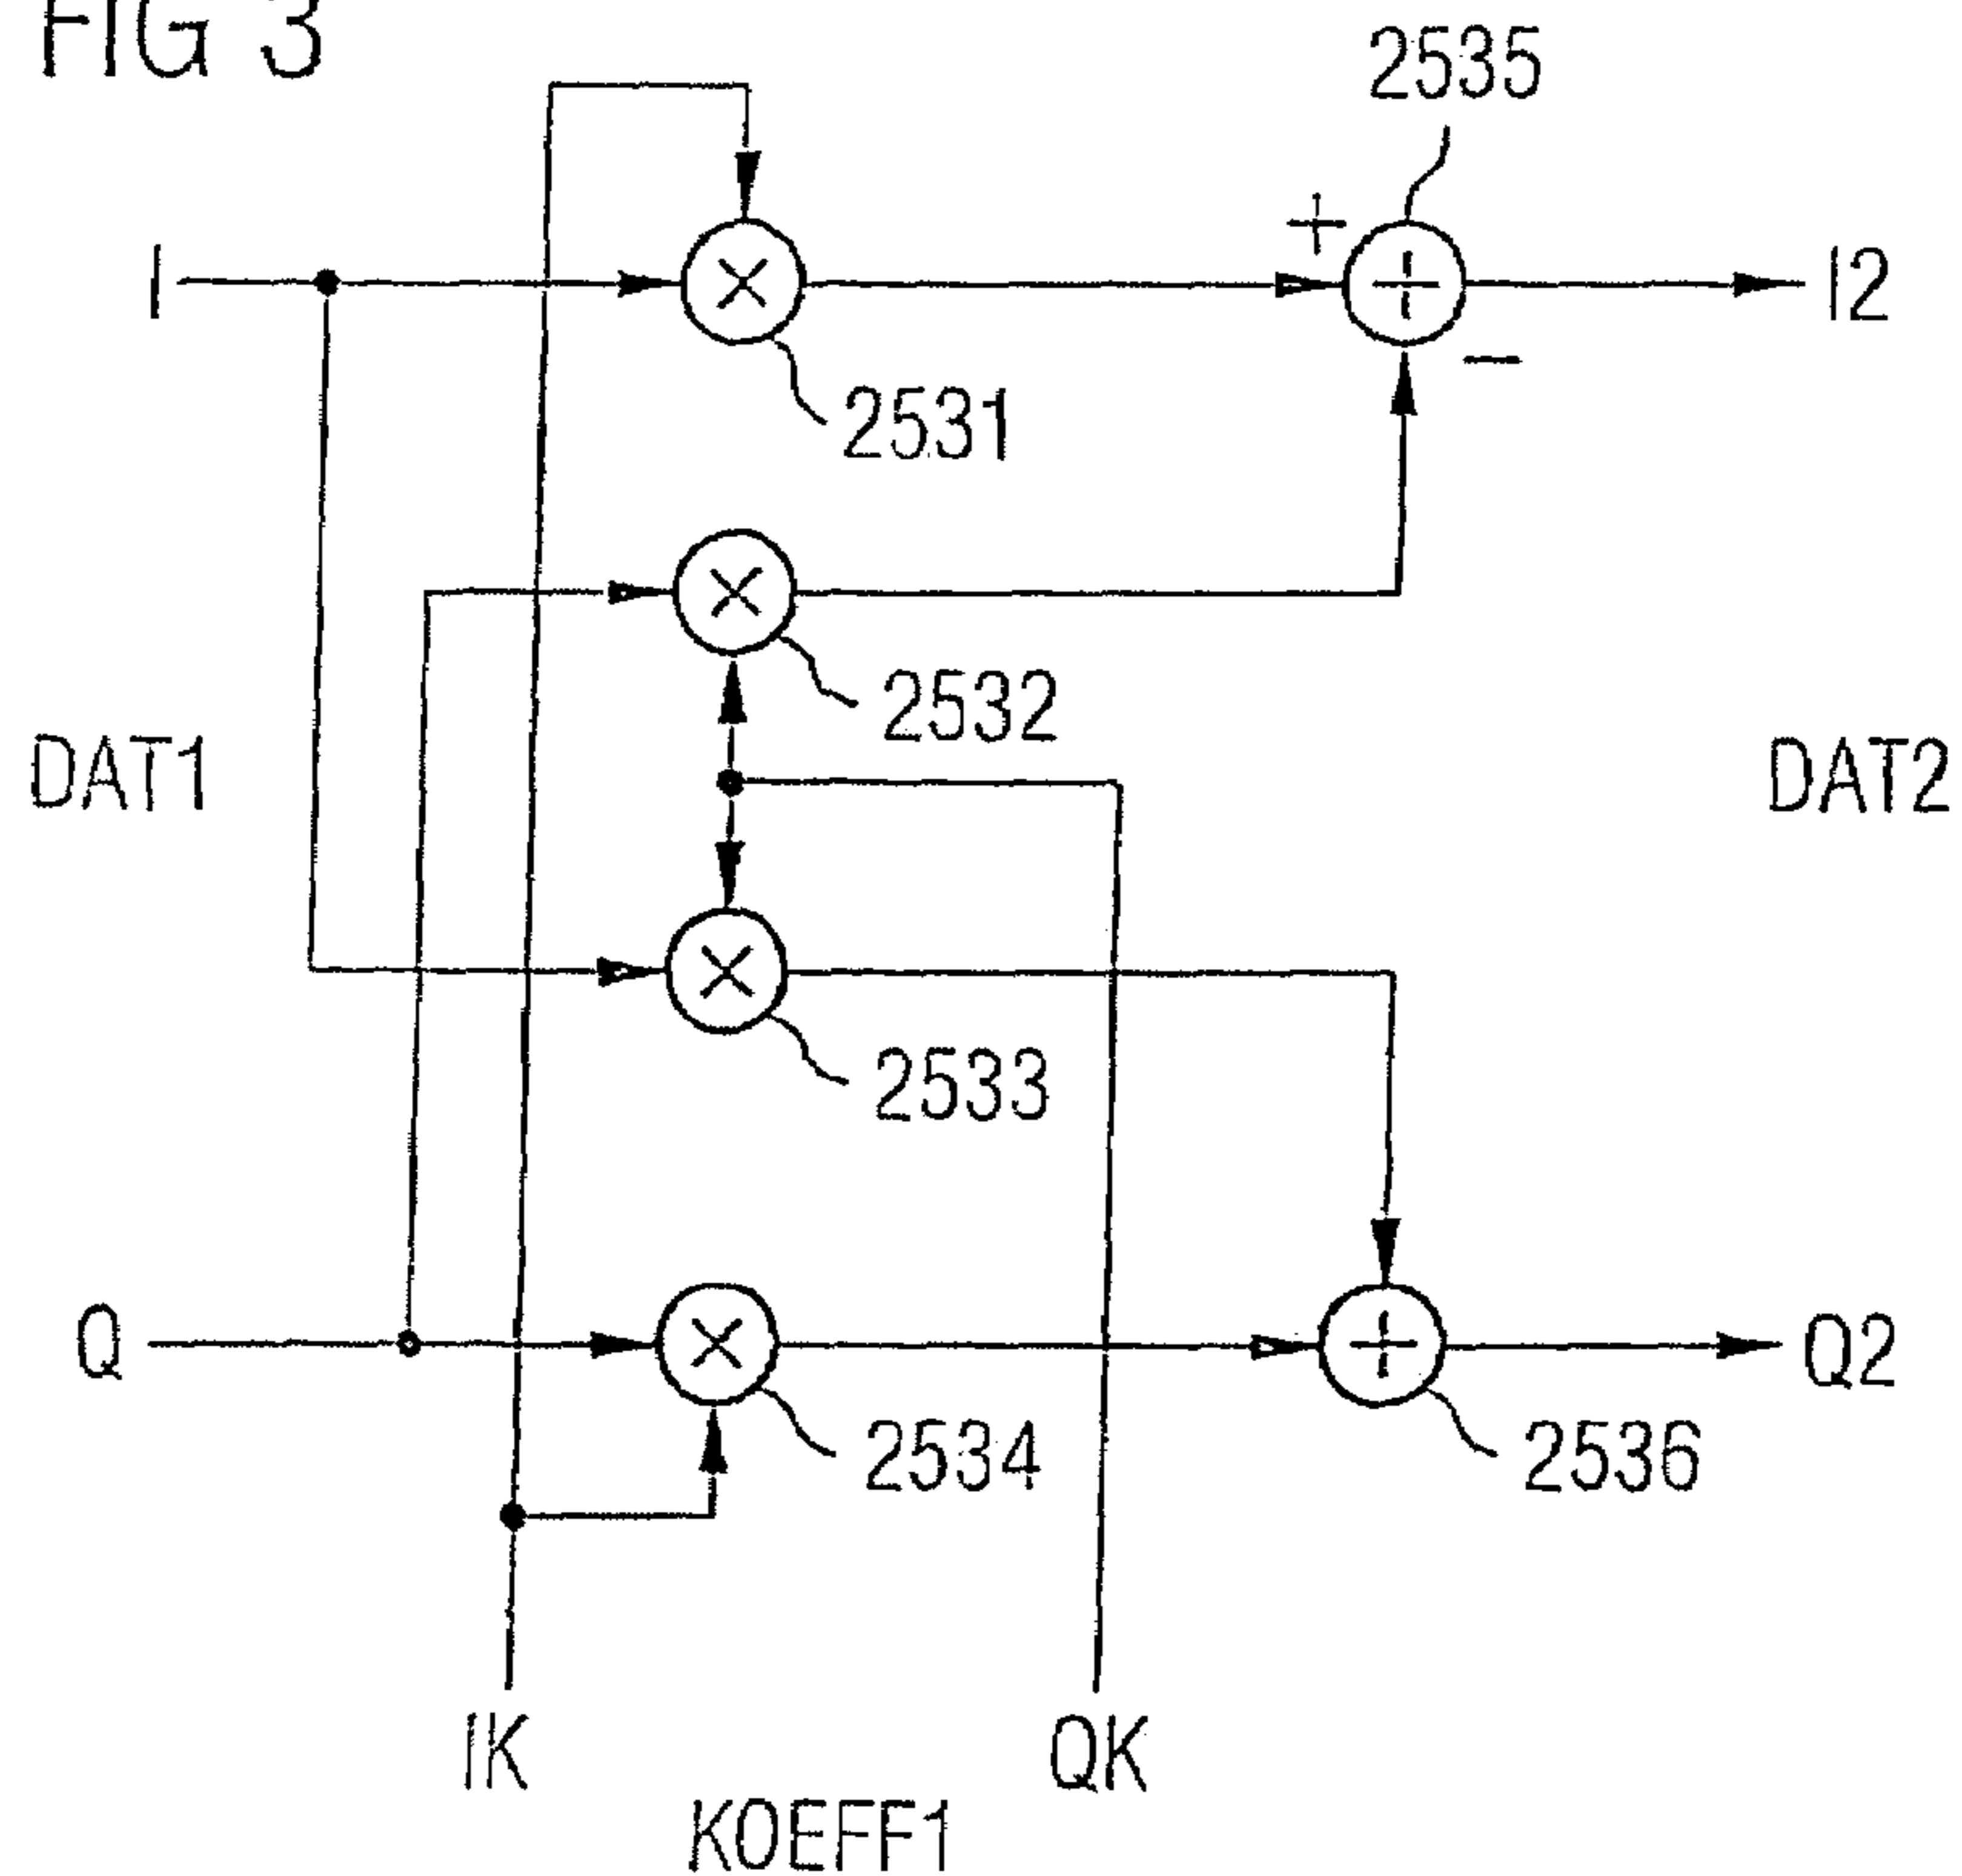 FIG 3
2535
+
I
I2
−
2531
2532
DAT1
DAT2
2533
Q
Q2
2534
2536
IK
QK
KOEFF1